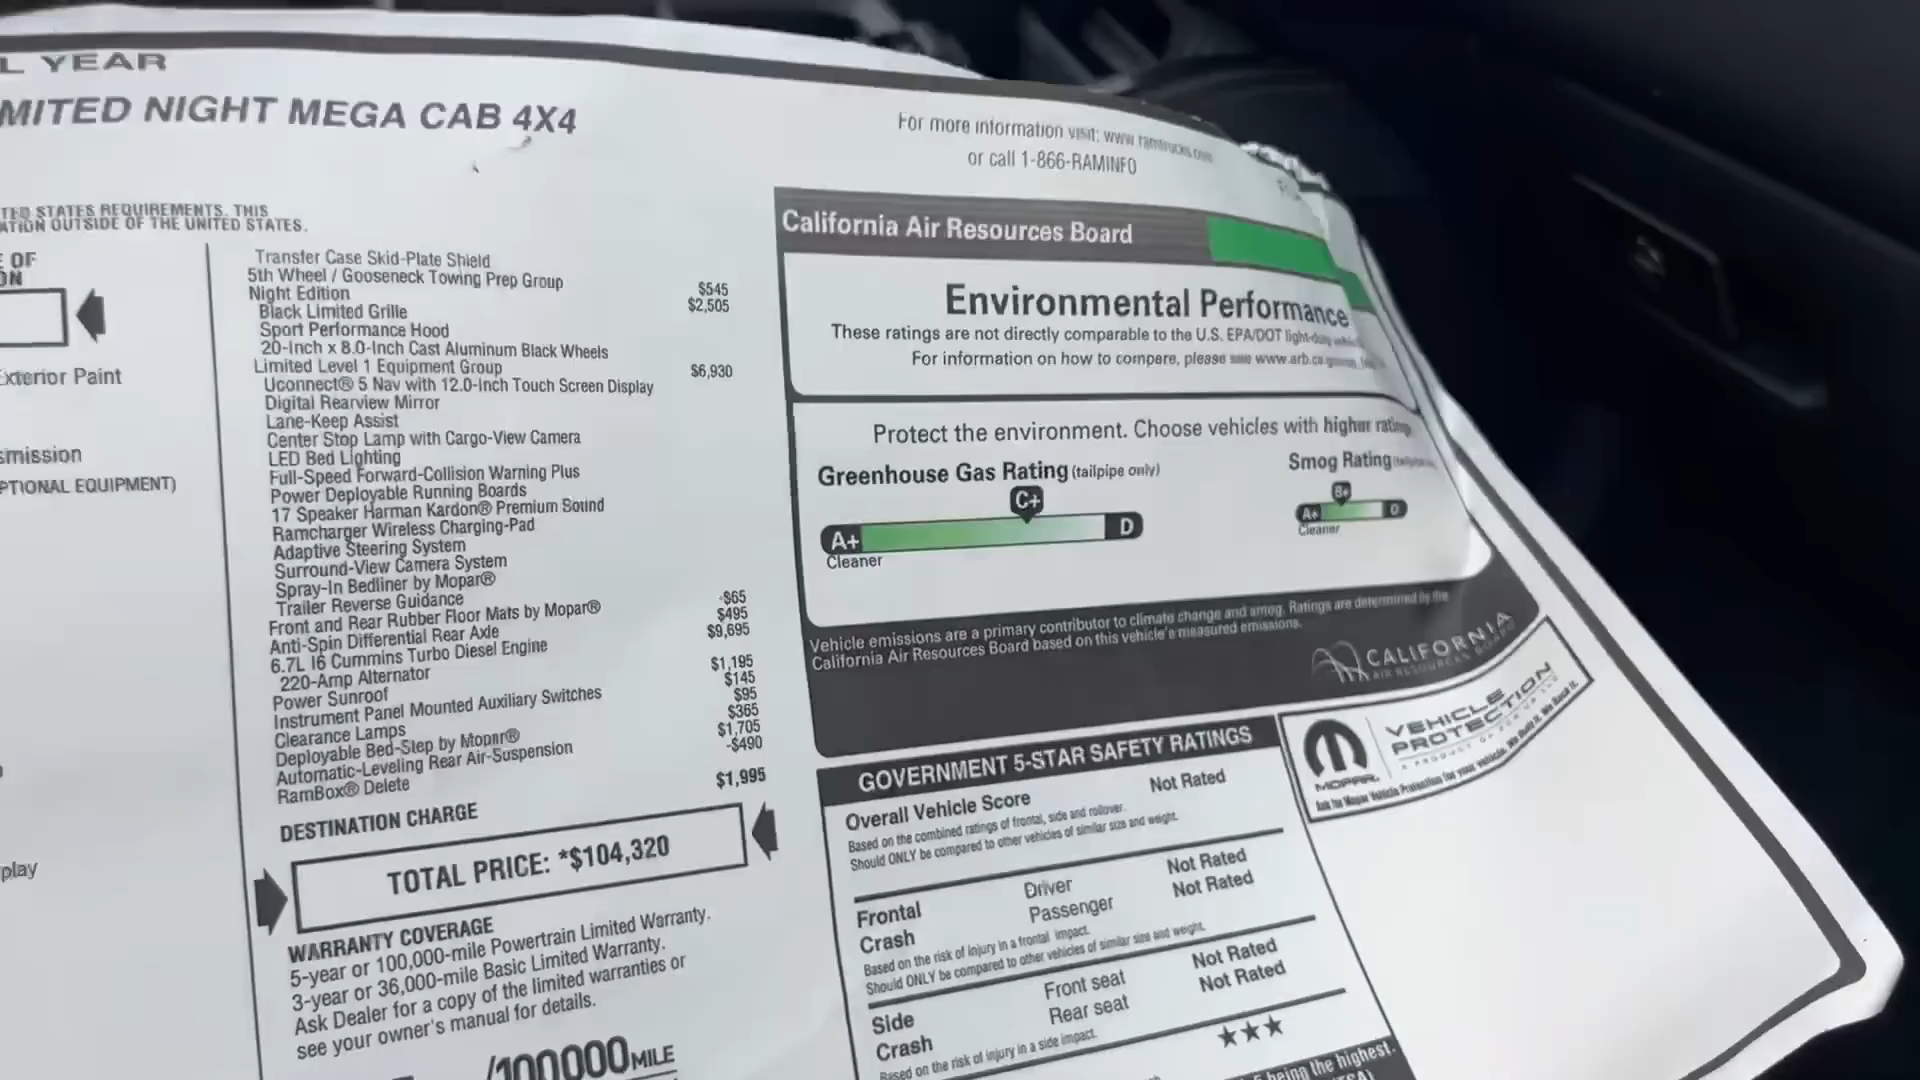 L YEAR
MITED NIGHT MEGA CAB 4X4
TED STATES REQUIREMENTS. THIS
ATION OUTSIDE OF THE UNITED STATES.
E OF
ON
Exterior Paint
smission
PTIONAL EQUIPMENT)
play
Transfer Case Skid-Plate Shield
5th Wheel / Gooseneck Towing Prep Group $545
Night Edition $2,505
Black Limited Grille
Sport Performance Hood
20-Inch x 8.0-Inch Cast Aluminum Black Wheels
Limited Level 1 Equipment Group $6,930
Uconnect® 5 Nav with 12.0-Inch Touch Screen Display
Digital Rearview Mirror
Lane-Keep Assist
Center Stop Lamp with Cargo-View Camera
LED Bed Lighting
Full-Speed Forward-Collision Warning Plus
Power Deployable Running Boards
17 Speaker Harman Kardon® Premium Sound
Ramcharger Wireless Charging-Pad
Adaptive Steering System
Surround-View Camera System
Spray-In Bedliner by Mopar®
Trailer Reverse Guidance
Front and Rear Rubber Floor Mats by Mopar® -$65
Anti-Spin Differential Rear Axle $495
6.7L I6 Cummins Turbo Diesel Engine $9,695
220-Amp Alternator
Power Sunroof $1,195
Instrument Panel Mounted Auxiliary Switches $145
Clearance Lamps $95
Deployable Bed-Step by Mopar® $365
Automatic-Leveling Rear Air-Suspension $1,705
RamBox® Delete -$490
DESTINATION CHARGE $1,995
TOTAL PRICE: *$104,320
WARRANTY COVERAGE
5-year or 100,000-mile Powertrain Limited Warranty.
3-year or 36,000-mile Basic Limited Warranty.
Ask Dealer for a copy of the limited warranties or
see your owner's manual for details.
/100000 MILE
For more information visit: www.ramtrucks.com
or call 1-866-RAMINFO
California Air Resources Board
Environmental Performance
These ratings are not directly comparable to the U.S. EPA/DOT light-duty
For information on how to compare, please see www.arb.ca
Protect the environment. Choose vehicles with higher rating
Greenhouse Gas Rating (tailpipe only)
C+
A+ D
Cleaner
Smog Rating
B+
A+ D
Cleaner
Vehicle emissions are a primary contributor to climate change and smog. Ratings are determined by the
California Air Resources Board based on this vehicle's measured emissions.
CALIFORNIA
AIR RESOURCES BOARD
MOPAR
VEHICLE
PROTECTION
Ask for Mopar Vehicle Protection for your vehicle. We Built it. We Back it.
GOVERNMENT 5-STAR SAFETY RATINGS
Overall Vehicle Score Not Rated
Based on the combined ratings of frontal, side and rollover.
Should ONLY be compared to other vehicles of similar size and weight.
Frontal Driver Not Rated
Crash Passenger Not Rated
Based on the risk of injury in a frontal impact.
Should ONLY be compared to other vehicles of similar size and weight.
Side Front seat Not Rated
Crash Rear seat Not Rated
Based on the risk of injury in a side impact.
★★★
being the highest.